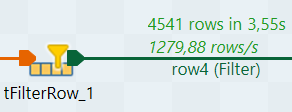 4541 rows in 3,55s
1279,88 rows/s
row4 (Filter)
tFilterRow_1